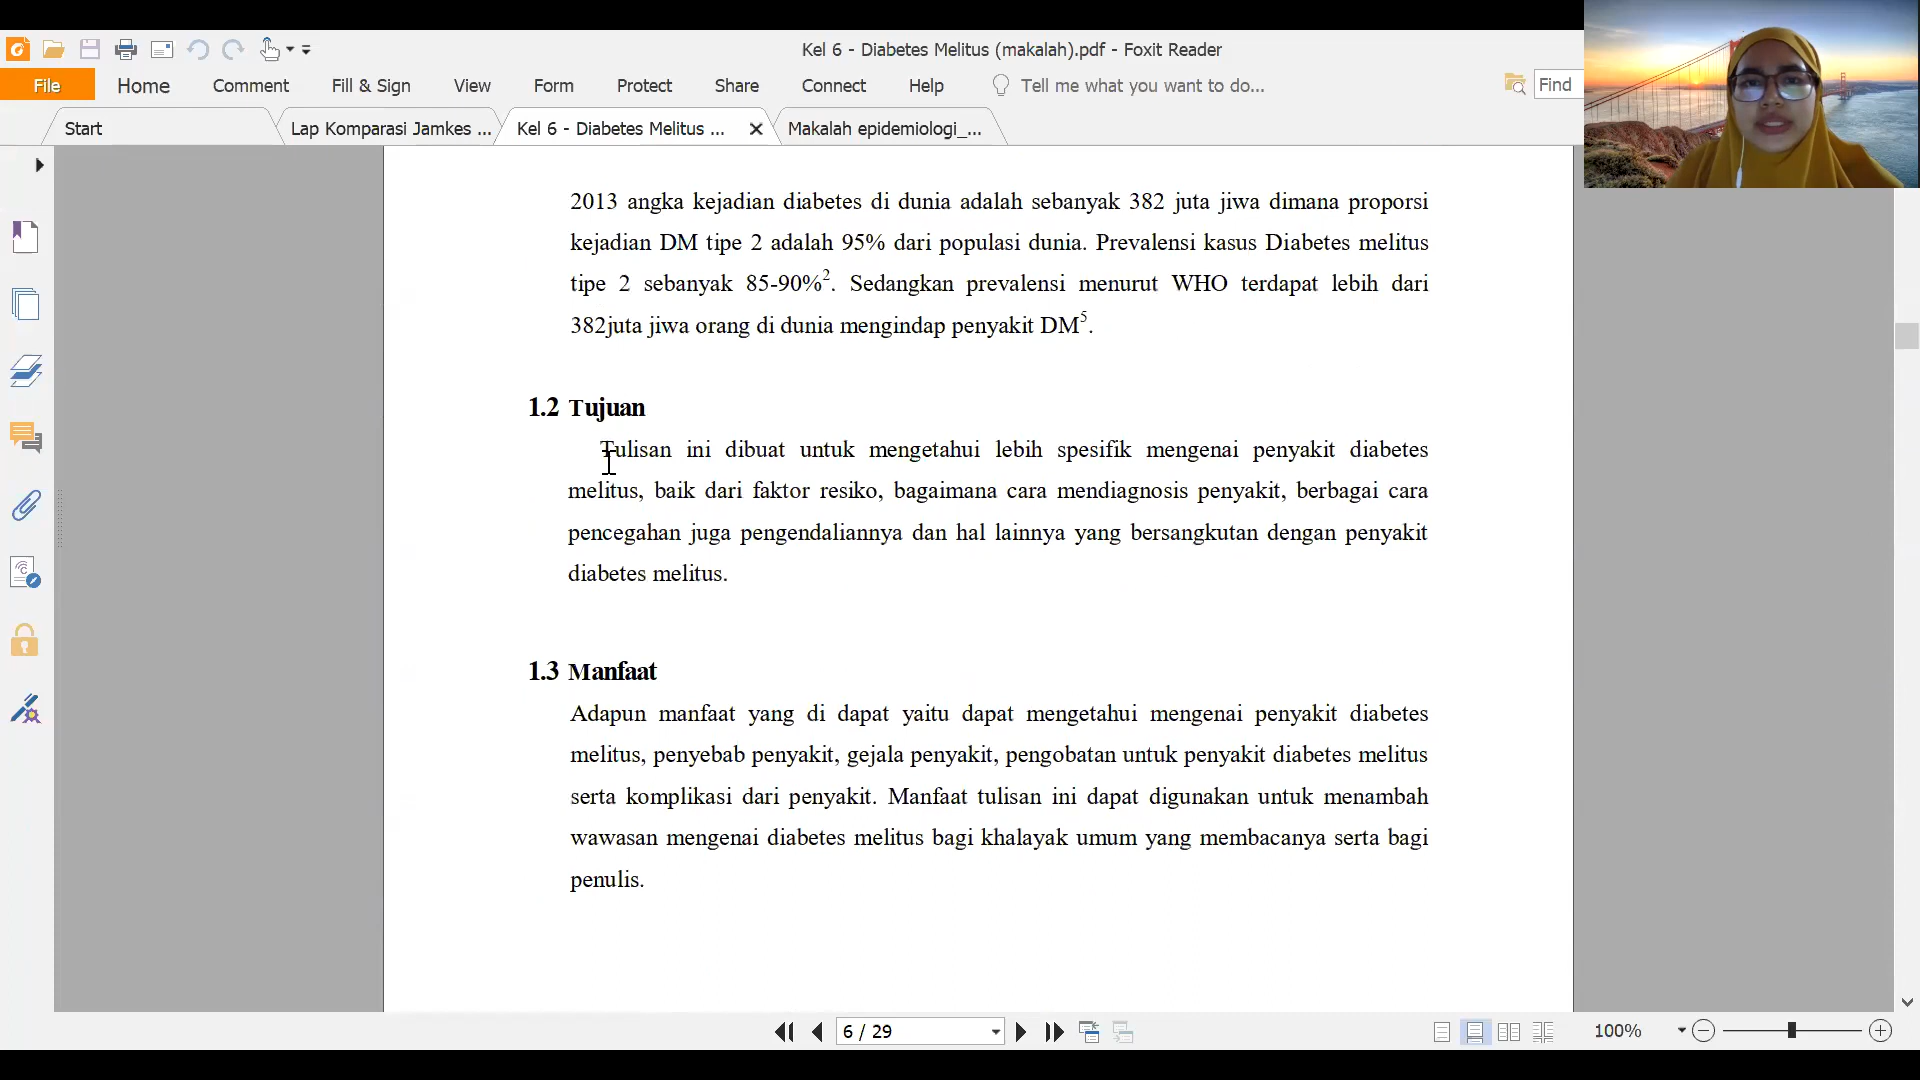 Kel 6 - Diabetes Melitus (makalah).pdf - Foxit Reader
File Home Comment Fill & Sign View Form Protect Share Connect Help Tell me what you want to do... Find
Start Lap Komparasi Jamkes ... Kel 6 - Diabetes Melitus ... Makalah epidemiologi_...
2013 angka kejadian diabetes di dunia adalah sebanyak 382 juta jiwa dimana proporsi
kejadian DM tipe 2 adalah 95% dari populasi dunia. Prevalensi kasus Diabetes melitus
tipe 2 sebanyak 85-90%2. Sedangkan prevalensi menurut WHO terdapat lebih dari
382juta jiwa orang di dunia mengindap penyakit DM5.
1.2 Tujuan
Tulisan ini dibuat untuk mengetahui lebih spesifik mengenai penyakit diabetes
melitus, baik dari faktor resiko, bagaimana cara mendiagnosis penyakit, berbagai cara
pencegahan juga pengendaliannya dan hal lainnya yang bersangkutan dengan penyakit
diabetes melitus.
1.3 Manfaat
Adapun manfaat yang di dapat yaitu dapat mengetahui mengenai penyakit diabetes
melitus, penyebab penyakit, gejala penyakit, pengobatan untuk penyakit diabetes melitus
serta komplikasi dari penyakit. Manfaat tulisan ini dapat digunakan untuk menambah
wawasan mengenai diabetes melitus bagi khalayak umum yang membacanya serta bagi
penulis.
6 / 29 100%